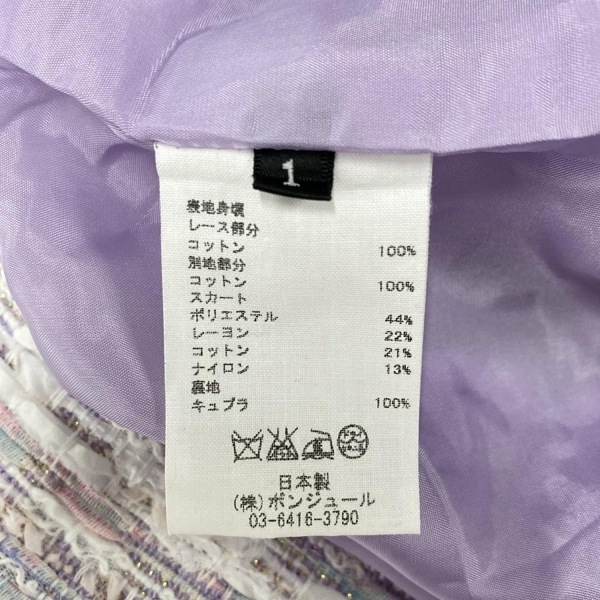 1
表地身頃
レース部分
コットン 100%
別地部分
コットン 100%
スカート
ポリエステル 44%
レーヨン 22%
コットン 21%
ナイロン 13%
裏地
キュプラ 100%
日本製
(株)ボンジュール
03-6416-3790